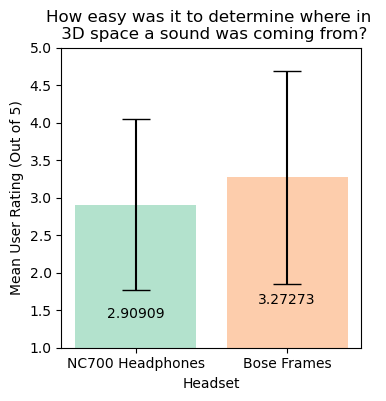 How easy was it to determine where in
3D space a sound was coming from?
Mean User Rating (Out of 5)
5.0
4.5
4.0
3.5
3.0
2.5
2.0
1.5
1.0
2.90909
3.27273
NC700 Headphones
Bose Frames
Headset